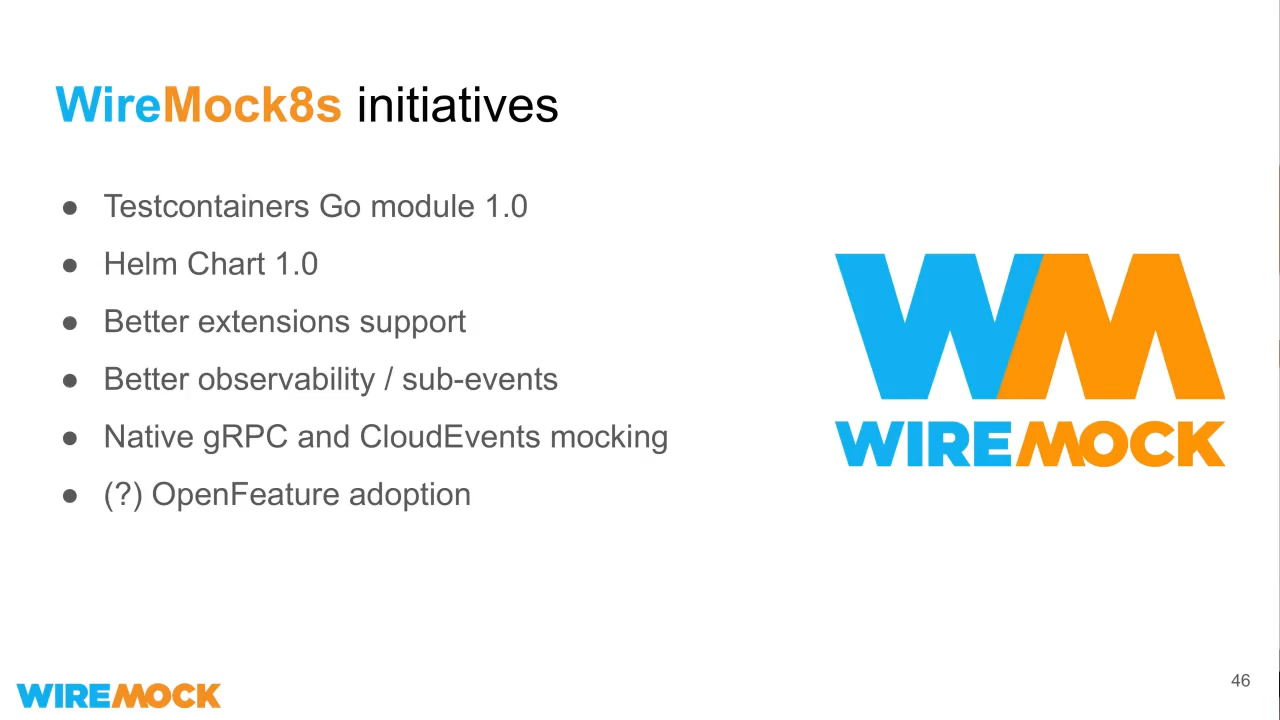 WireMock8s initiatives
● Testcontainers Go module 1.0
● Helm Chart 1.0
● Better extensions support
● Better observability / sub-events
● Native gRPC and CloudEvents mocking
● (?) OpenFeature adoption
WM
WIREMOCK
WIREMOCK
46